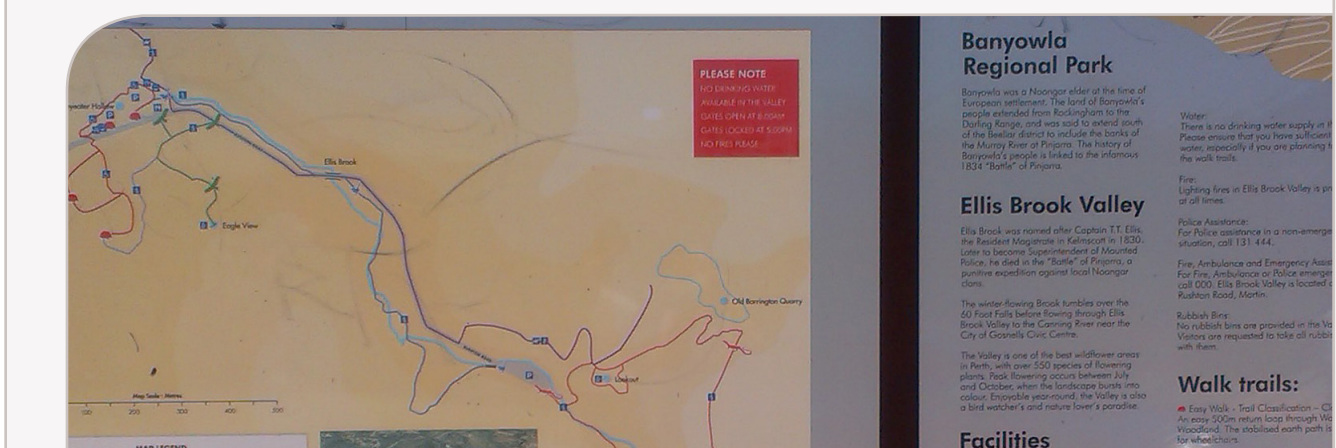 PLEASE NOTE
NO DRINKING WATER
AVAILABLE IN THE VALLEY
GATES OPEN AT 8.00AM
GATES LOCKED AT 5.00PM
NO FIRES PLEASE
Ellis Brook
Eagle View
Old Barrington Quarry
Lookout
Map Scale - Metres
100 200 300 400 500
MAP LEGEND
Banyowla
Regional Park
Banyowla was a Noongar elder at the time of
European settlement. The land of Banyowla's
people extended from Rockingham to the
Darling Range, and was said to extend south
of the Beeliar district to include the banks of
the Murray River at Pinjarra. The history of
Banyowla's people is linked to the infamous
1834 "Battle" of Pinjarra.
Ellis Brook Valley
Ellis Brook was named after Captain T.T. Ellis,
the Resident Magistrate in Kelmscott in 1830.
Later to become Superintendent of Mounted
Police, he died in the "Battle" of Pinjarra, a
punitive expedition against local Noongar
clans.
The winter-flowing Brook tumbles over the
60 Foot Falls before flowing through Ellis
Brook Valley to the Canning River near the
City of Gosnells Civic Centre.
The Valley is one of the best wildflower areas
in Perth, with over 550 species of flowering
plants. Peak flowering occurs between July
and October, when the landscape bursts into
colour. Enjoyable year-round, the Valley is also
a bird watcher's and nature lover's paradise.
Facilities
Water:
There is no drinking water supply in
Please ensure that you have sufficient
water, especially if you are planning
the walk trails.
Fire:
Lighting fires in Ellis Brook Valley is
at all times.
Police Assistance:
For Police assistance in a non-emerge
situation, call 131 444.
Fire, Ambulance and Emergency Assis
For Fire, Ambulance or Police emerge
call 000. Ellis Brook Valley is located
Rushton Road, Martin.
Rubbish Bins:
No rubbish bins are provided in the Va
Visitors are requested to take all rubbi
with them.
Walk trails:
Easy Walk - Trail Classification –
An easy 500m return loop through
Woodland. The stabilised earth path is
for wheelchairs.